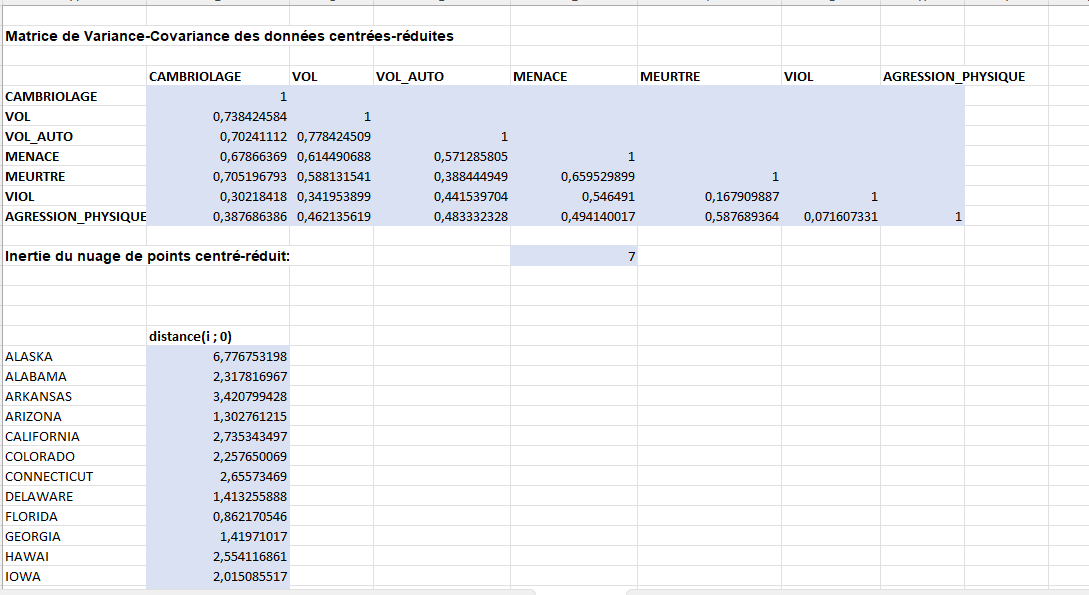 Matrice de Variance-Covariance des données centrées-réduites
CAMBRIOLAGE VOL VOL_AUTO MENACE MEURTRE VIOL AGRESSION_PHYSIQUE
CAMBRIOLAGE 1
VOL 0,738424584 1
VOL_AUTO 0,70241112 0,778424509 1
MENACE 0,67866369 0,614490688 0,571285805 1
MEURTRE 0,705196793 0,588131541 0,388444949 0,659529899 1
VIOL 0,30218418 0,341953899 0,441539704 0,546491 0,167909887 1
AGRESSION_PHYSIQUE 0,387686386 0,462135619 0,483332328 0,494140017 0,587689364 0,071607331 1
Inertie du nuage de points centré-réduit: 7
distance(i ; 0)
ALASKA 6,776753198
ALABAMA 2,317816967
ARKANSAS 3,420799428
ARIZONA 1,302761215
CALIFORNIA 2,735343497
COLORADO 2,257650069
CONNECTICUT 2,65573469
DELAWARE 1,413255888
FLORIDA 0,862170546
GEORGIA 1,41971017
HAWAI 2,554116861
IOWA 2,015085517